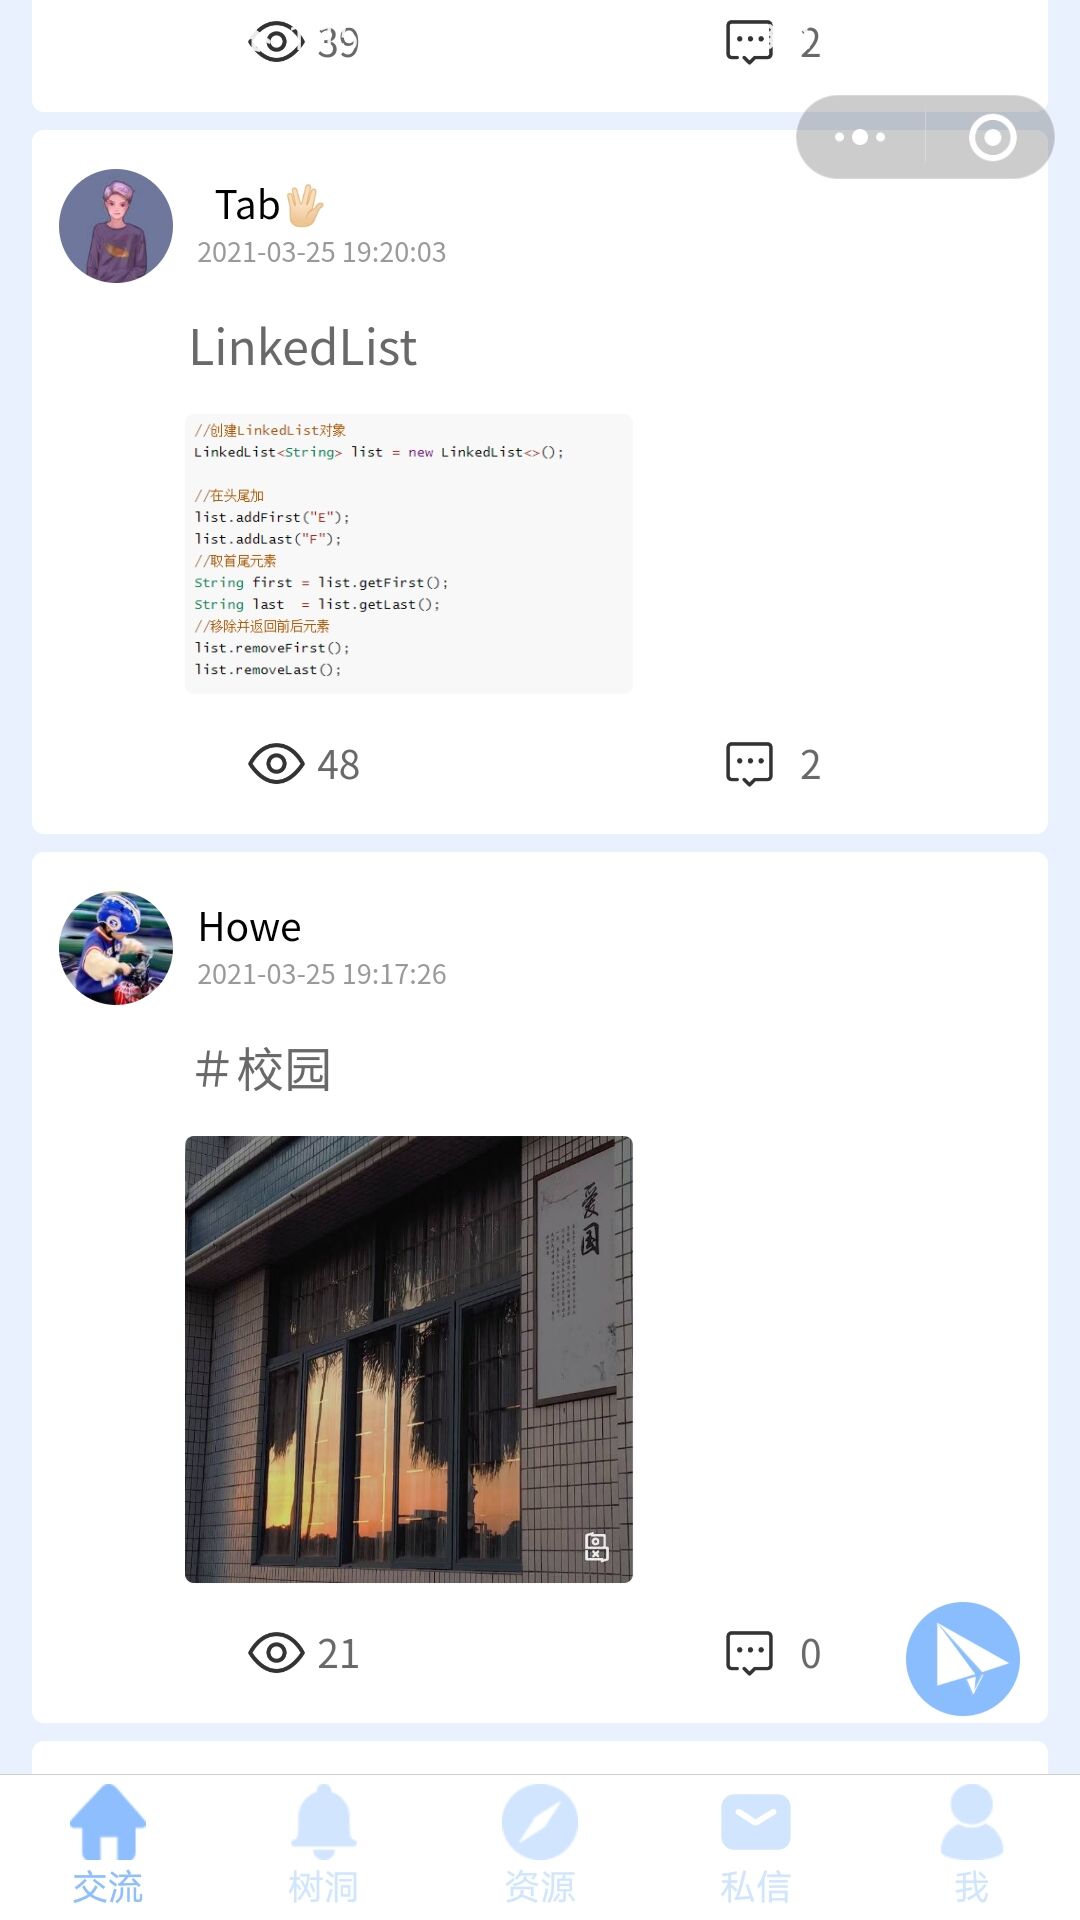 39
2
Tab🖖🏻
2021-03-25 19:20:03
LinkedList
//创建LinkedList对象
LinkedList<String> list = new LinkedList<>();
//在头尾加
list.addFirst("E");
list.addLast("F");
//取首尾元素
String first = list.getFirst();
String last  = list.getLast();
//移除并返回前后元素
list.removeFirst();
list.removeLast();
48
2
Howe
2021-03-25 19:17:26
＃校园
爱国
21
0
交流
树洞
资源
私信
我